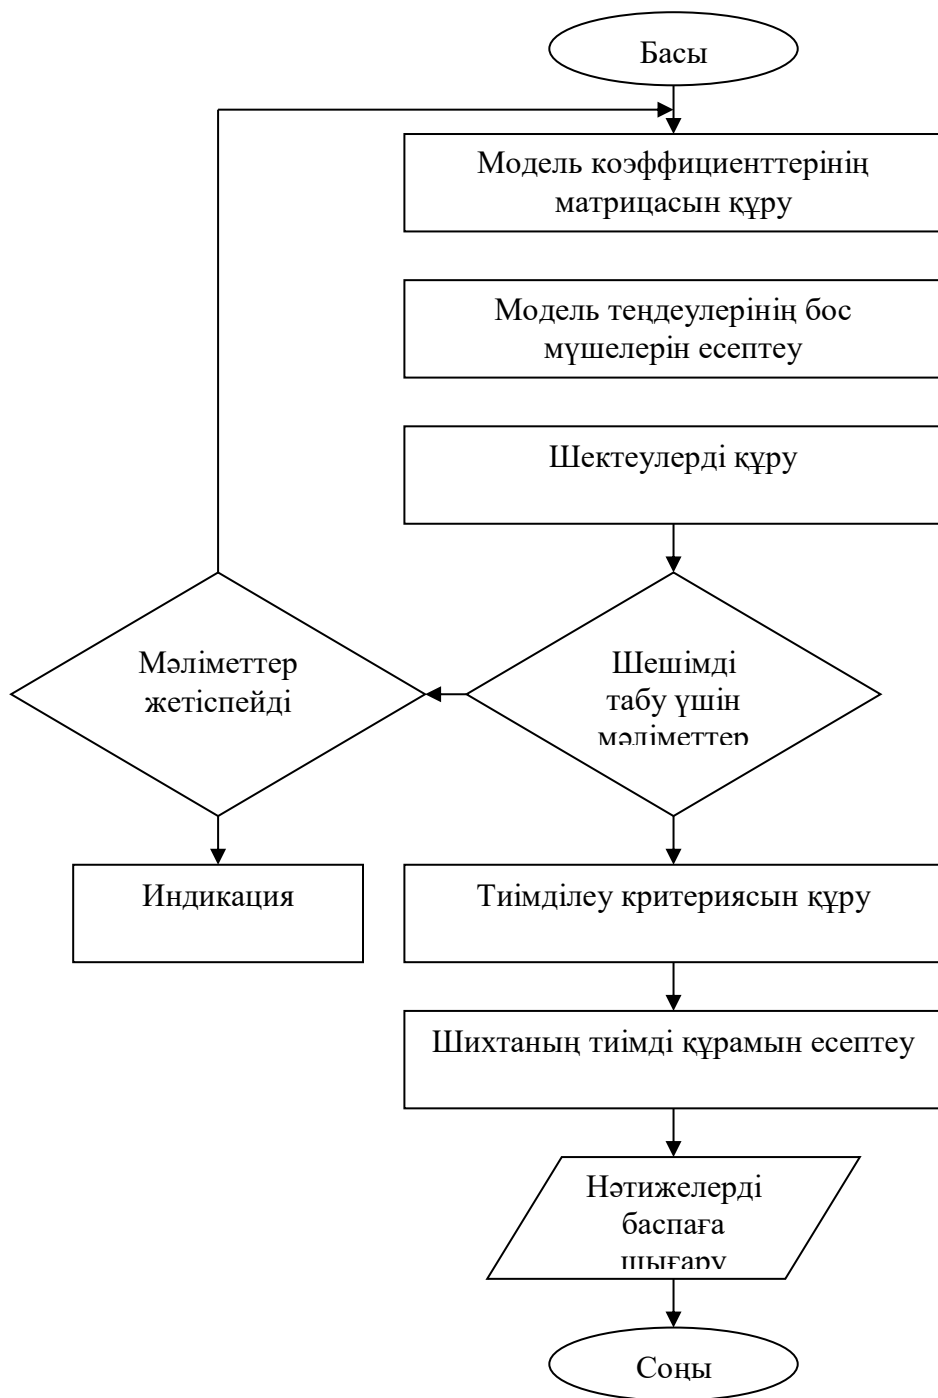 Басы
Модель коэффициенттерінің
матрицасын құру
Модель теңдеулерінің бос
мүшелерін есептеу
Шектеулерді құру
Мәліметтер
жетіспейді
Шешімді
табу үшін
мәліметтер
Индикация
Тиімділеу критериясын құру
Шихтаның тиімді құрамын есептеу
Нәтижелерді
баспаға
шығару
Соңы